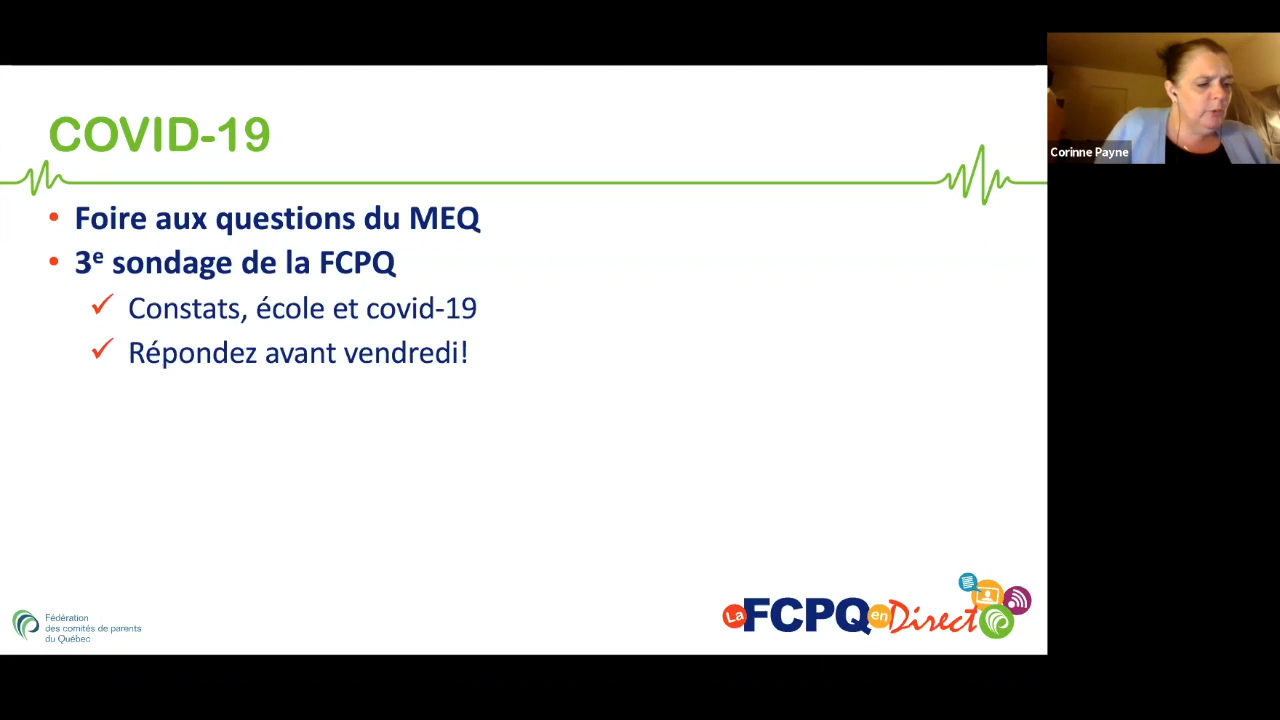 COVID-19
• Foire aux questions du MEQ
• 3e sondage de la FCPQ
✓ Constats, école et covid-19
✓ Répondez avant vendredi!
Corinne Payne
Fédération
des comités de parents
du Québec
La FCPQ en Direct